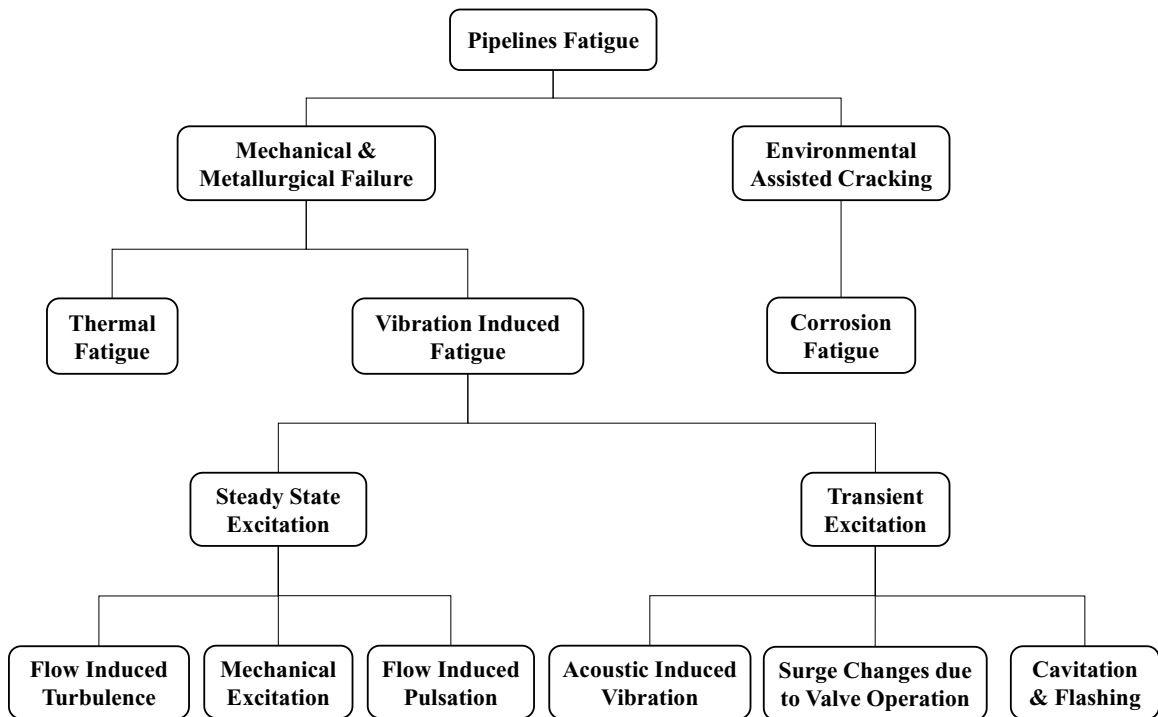 Pipelines Fatigue
Mechanical &
Metallurgical Failure
Environmental
Assisted Cracking
Thermal
Fatigue
Vibration Induced
Fatigue
Corrosion
Fatigue
Steady State
Excitation
Transient
Excitation
Flow Induced
Turbulence
Mechanical
Excitation
Flow Induced
Pulsation
Acoustic Induced
Vibration
Surge Changes due
to Valve Operation
Cavitation
& Flashing